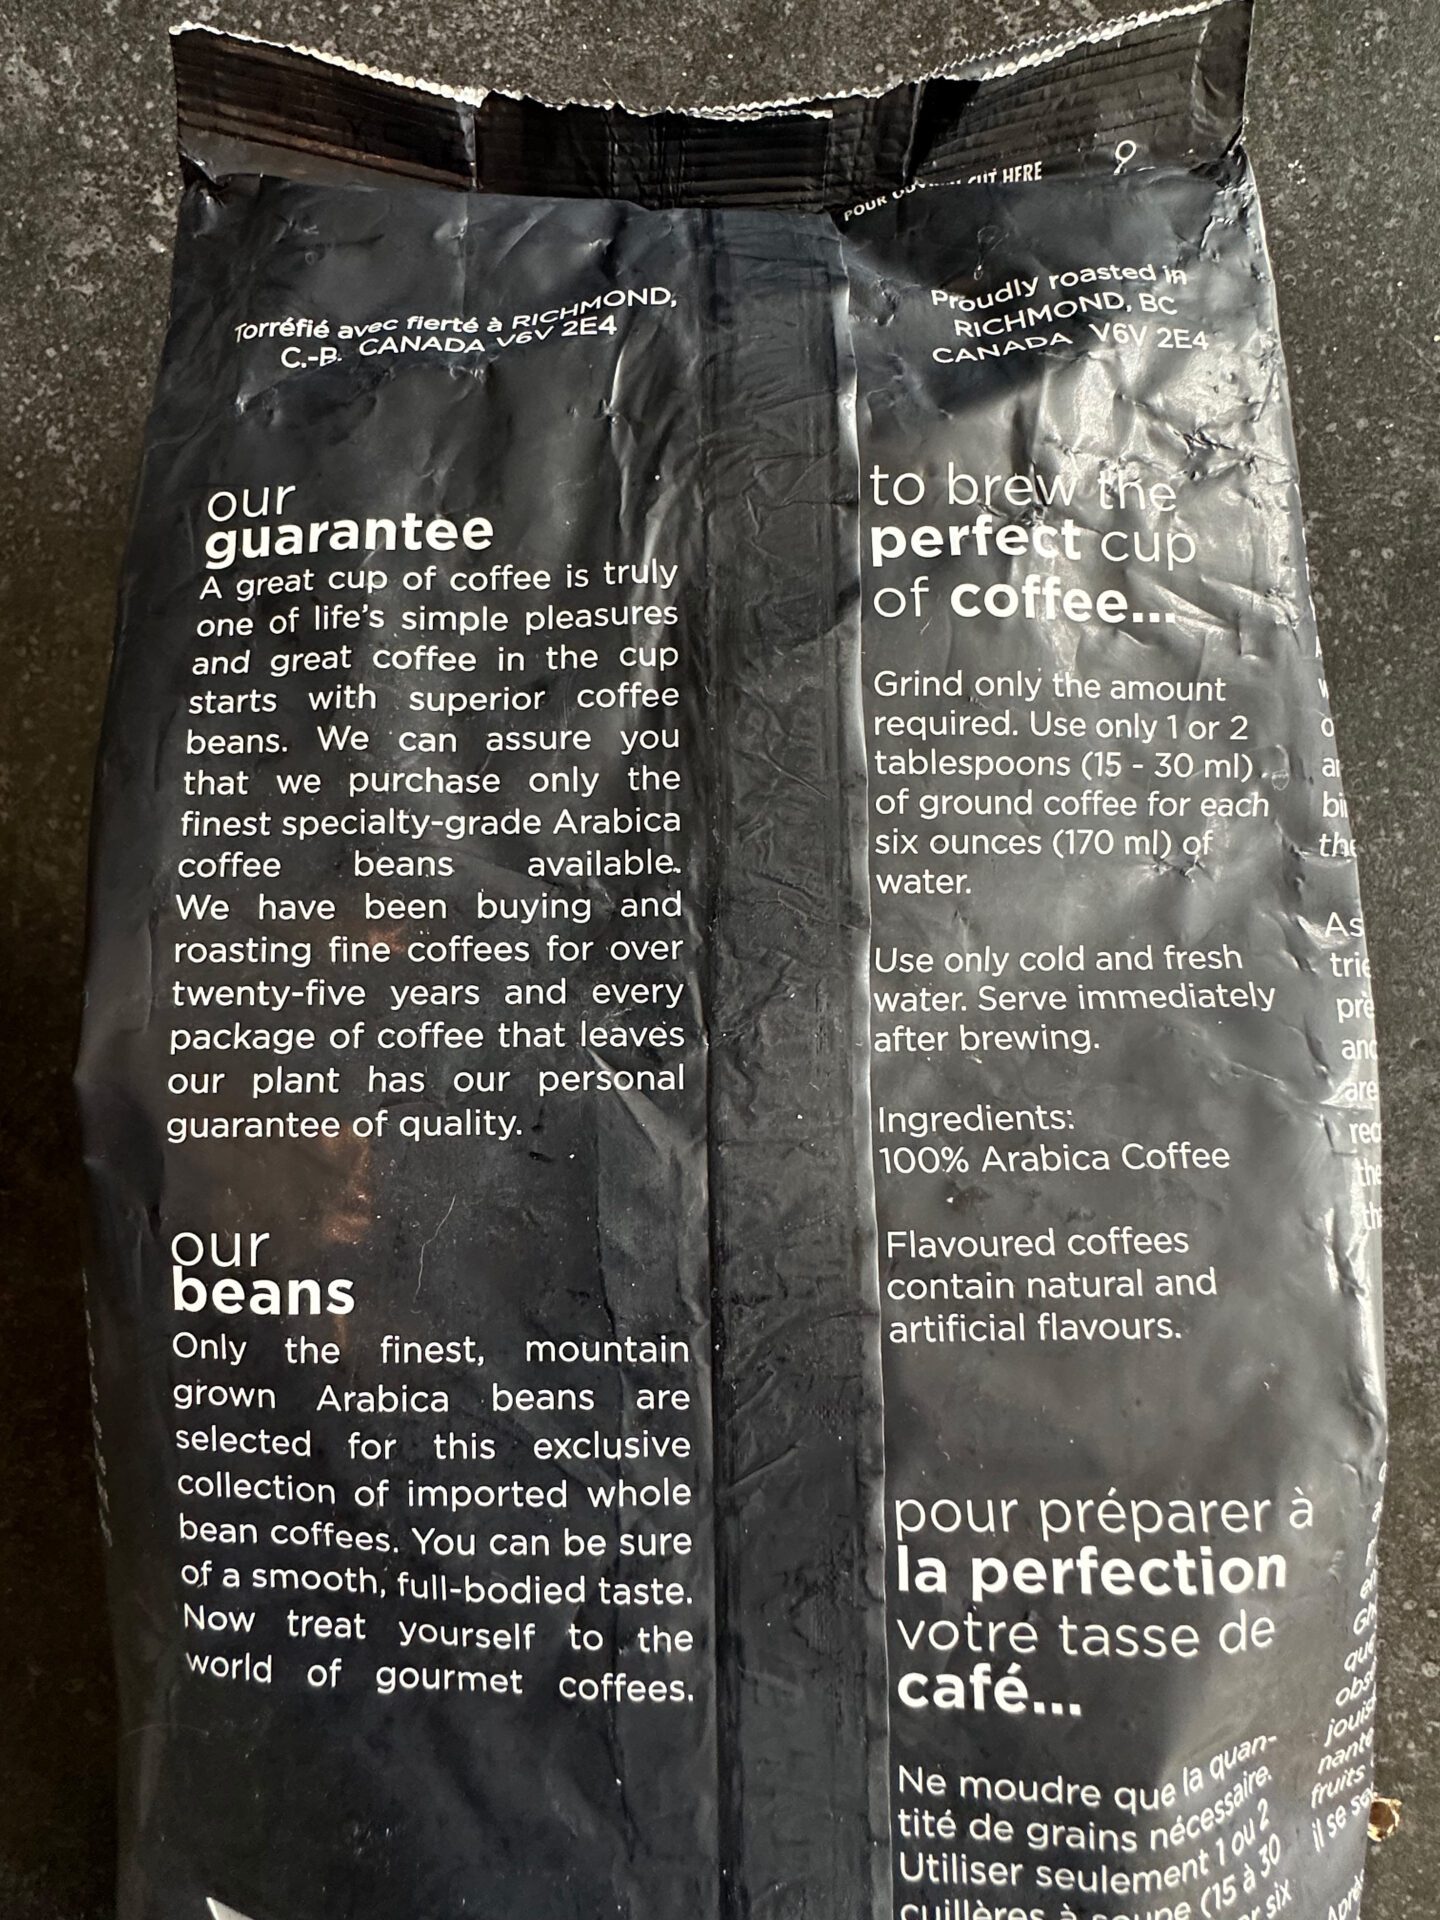 POUR CUT HERE
Torréfié avec fierté à RICHMOND,
C.-B. CANADA V6V 2E4
Proudly roasted in
RICHMOND, BC
CANADA V6V 2E4
our
guarantee
A great cup of coffee is truly
one of life's simple pleasures
and great coffee in the cup
starts with superior coffee
beans. We can assure you
that we purchase only the
finest specialty-grade Arabica
coffee beans available.
We have been buying and
roasting fine coffees for over
twenty-five years and every
package of coffee that leaves
our plant has our personal
guarantee of quality.
our
beans
Only the finest, mountain
grown Arabica beans are
selected for this exclusive
collection of imported whole
bean coffees. You can be sure
of a smooth, full-bodied taste.
Now treat yourself to the
world of gourmet coffees.
to brew the
perfect cup
of coffee...
Grind only the amount
required. Use only 1 or 2
tablespoons (15 - 30 ml)
of ground coffee for each
six ounces (170 ml) of
water.
Use only cold and fresh
water. Serve immediately
after brewing.
Ingredients:
100% Arabica Coffee
Flavoured coffees
contain natural and
artificial flavours.
pour préparer à
la perfection
votre tasse de
café...
Ne moudre que la quan-
tité de grains nécessaire.
Utiliser seulement 1 ou 2
cuillères à soupe (15 à 30
six
fruits
il se